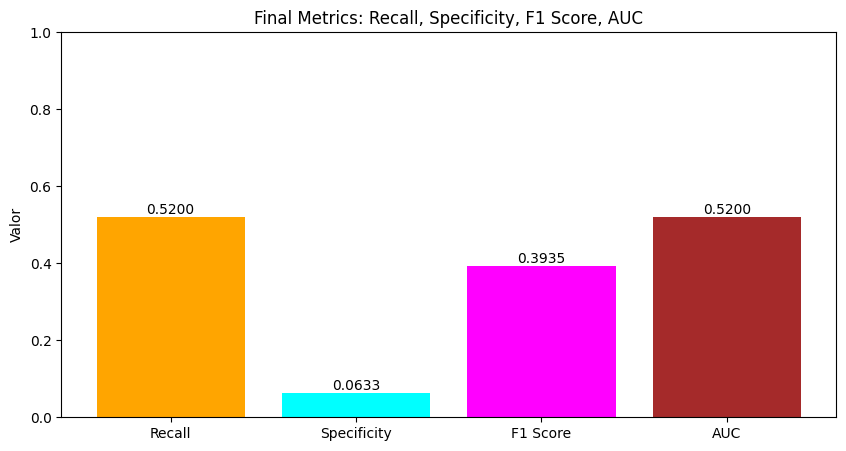 Final Metrics: Recall, Specificity, F1 Score, AUC
Valor
1.0
0.8
0.6
0.4
0.2
0.0
0.5200
0.0633
0.3935
0.5200
Recall
Specificity
F1 Score
AUC